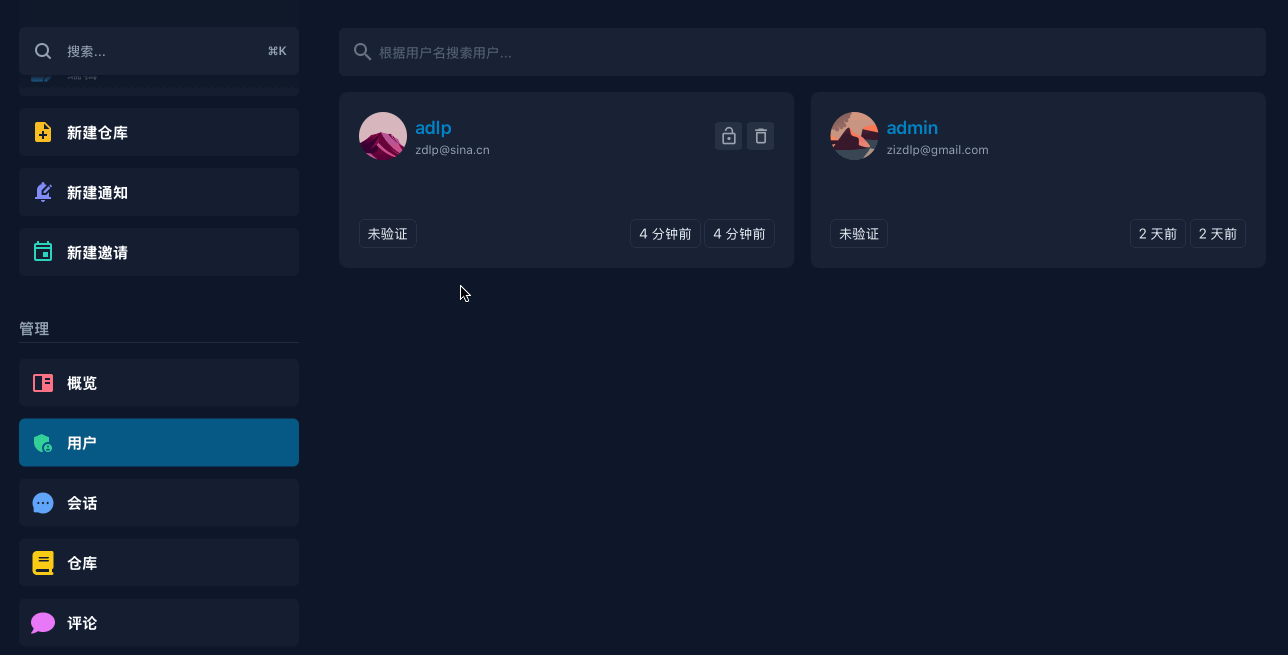 搜索... ⌘K
编辑
新建仓库
新建通知
新建邀请
管理
概览
用户
会话
仓库
评论
根据用户名搜索用户...
adlp
zdlp@sina.cn
未验证
4 分钟前
4 分钟前
admin
zizdlp@gmail.com
未验证
2 天前
2 天前